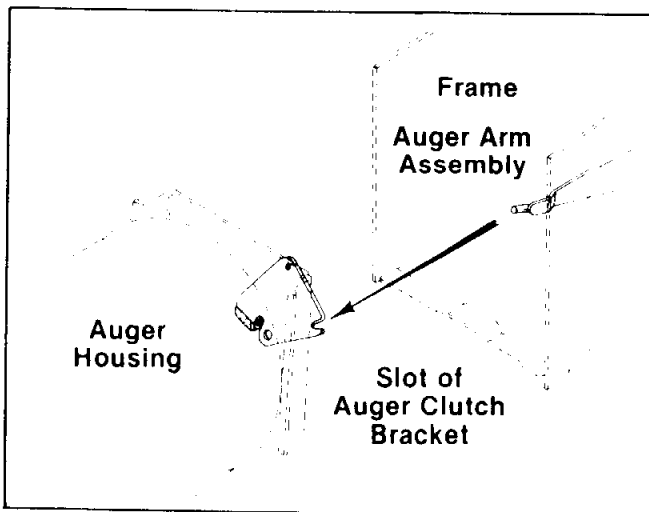 Frame
Auger Arm
Assembly
Auger
Housing
Slot of
Auger Clutch
Bracket